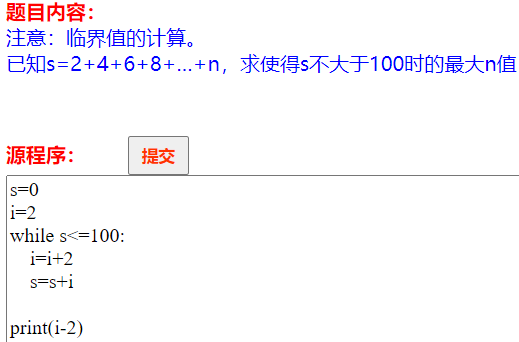 题目内容：
注意：临界值的计算。
已知s=2+4+6+8+...+n，求使得s不大于100时的最大n值
源程序： 提交
s=0
i=2
while s<=100:
    i=i+2
    s=s+i
print(i-2)